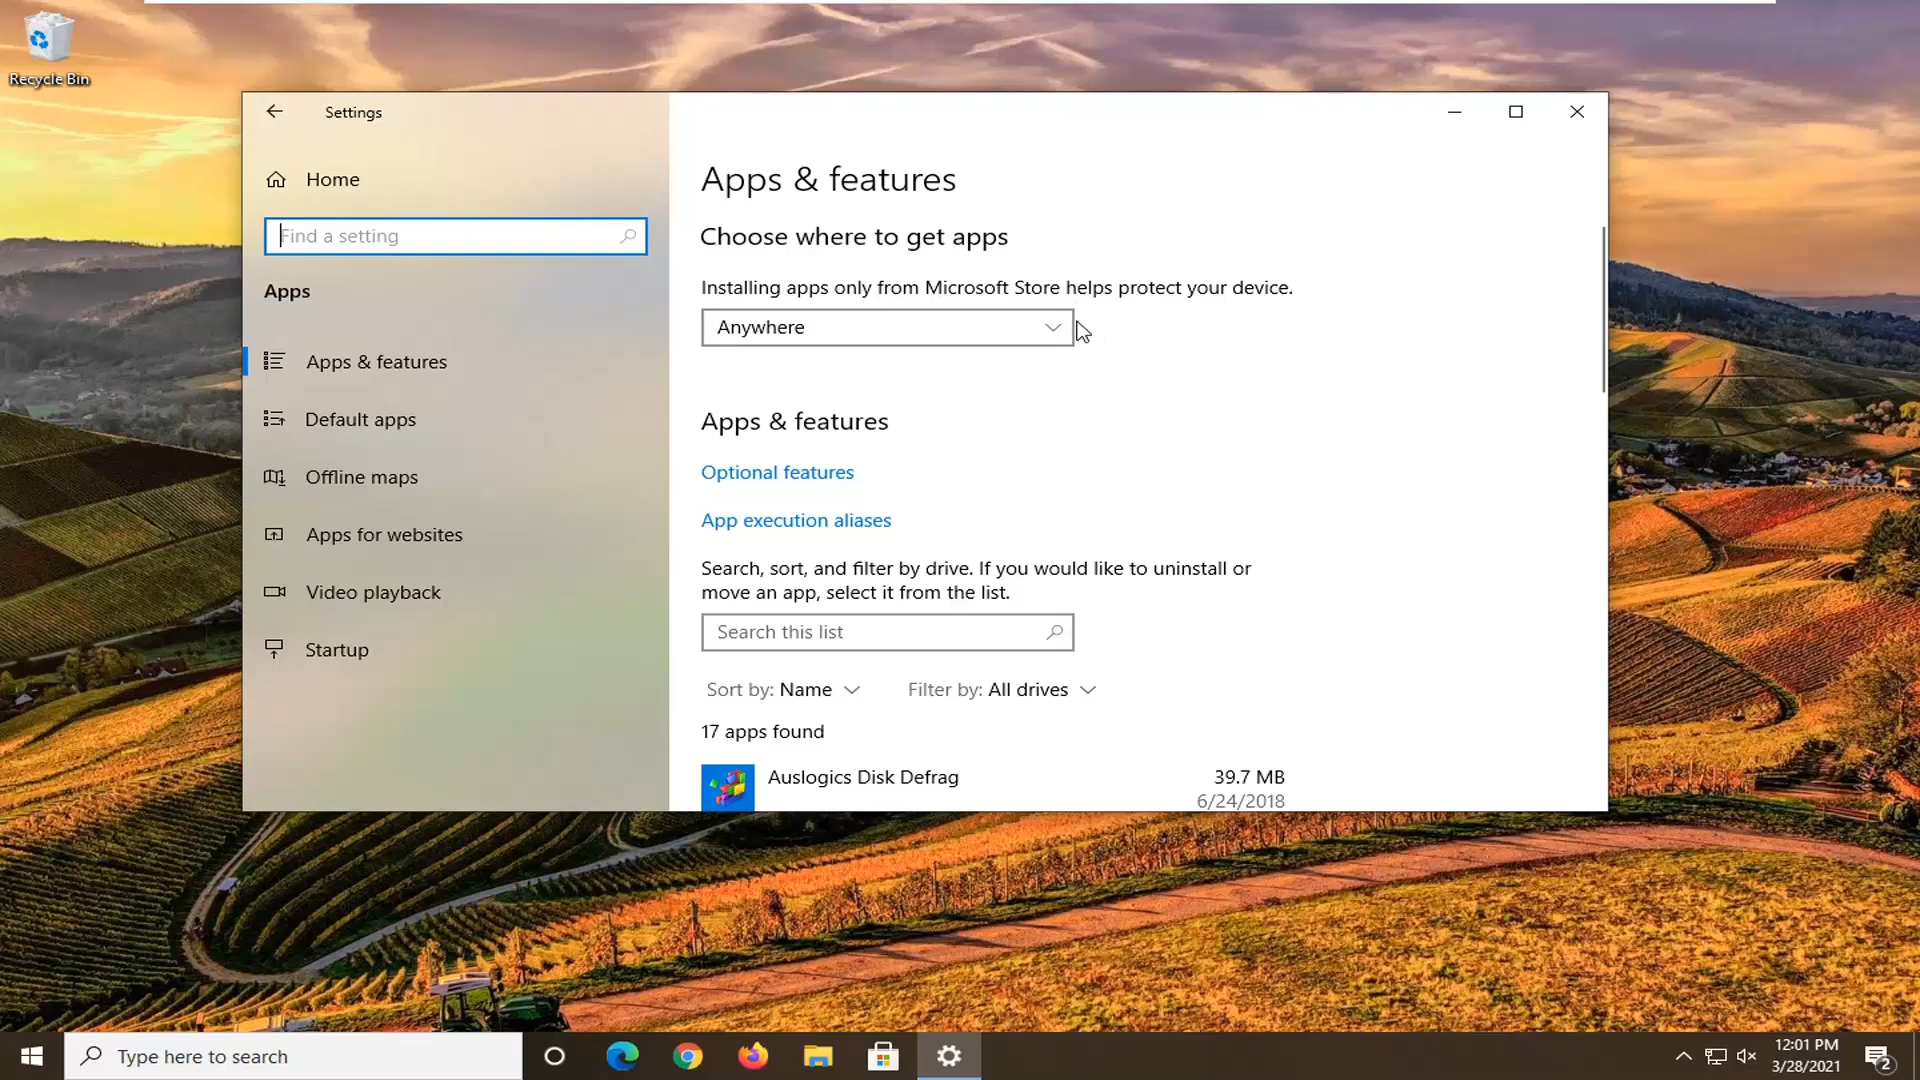 Recycle Bin
Settings
Home
Find a setting
Apps
Apps & features
Default apps
Offline maps
Apps for websites
Video playback
Startup
Apps & features
Choose where to get apps
Installing apps only from Microsoft Store helps protect your device.
Anywhere
Apps & features
Optional features
App execution aliases
Search, sort, and filter by drive. If you would like to uninstall or
move an app, select it from the list.
Search this list
Sort by: Name Filter by: All drives
17 apps found
Auslogics Disk Defrag 39.7 MB
6/24/2018
Type here to search
12:01 PM
3/28/2021
2